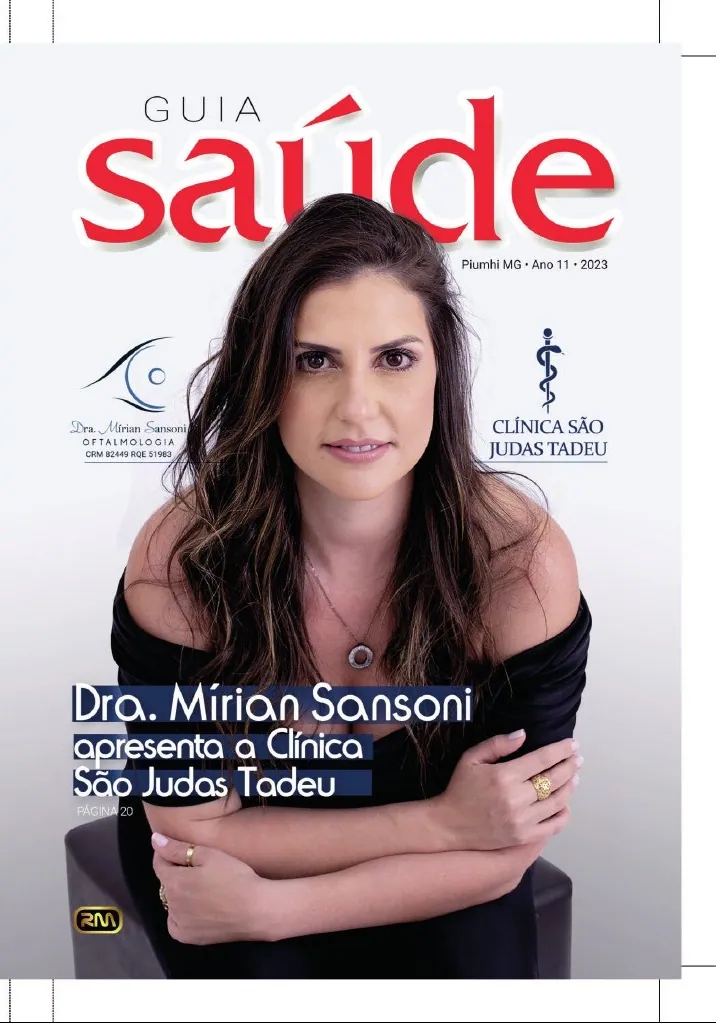 GUIA
saúde
Piumhi MG • Ano 11 • 2023
Dra. Mírian Sansoni
OFTALMOLOGIA
CRM 82449 RQE 51983
CLÍNICA SÃO
JUDAS TADEU
Dra. Mírian Sansoni
apresenta a Clínica
São Judas Tadeu
PÁGINA 20
RM